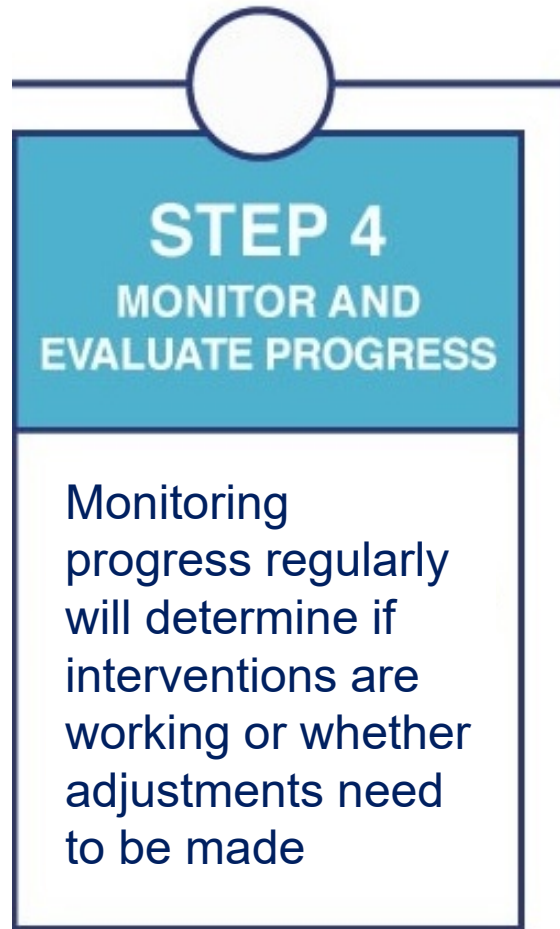 STEP 4
MONITOR AND
EVALUATE PROGRESS
Monitoring
progress regularly
will determine if
interventions are
working or whether
adjustments need
to be made